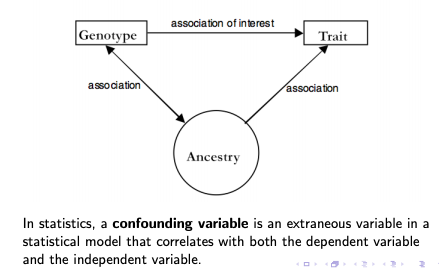 association of interest
Genotype
Trait
association
association
Ancestry
In statistics, a confounding variable is an extraneous variable in a
statistical model that correlates with both the dependent variable
and the independent variable.